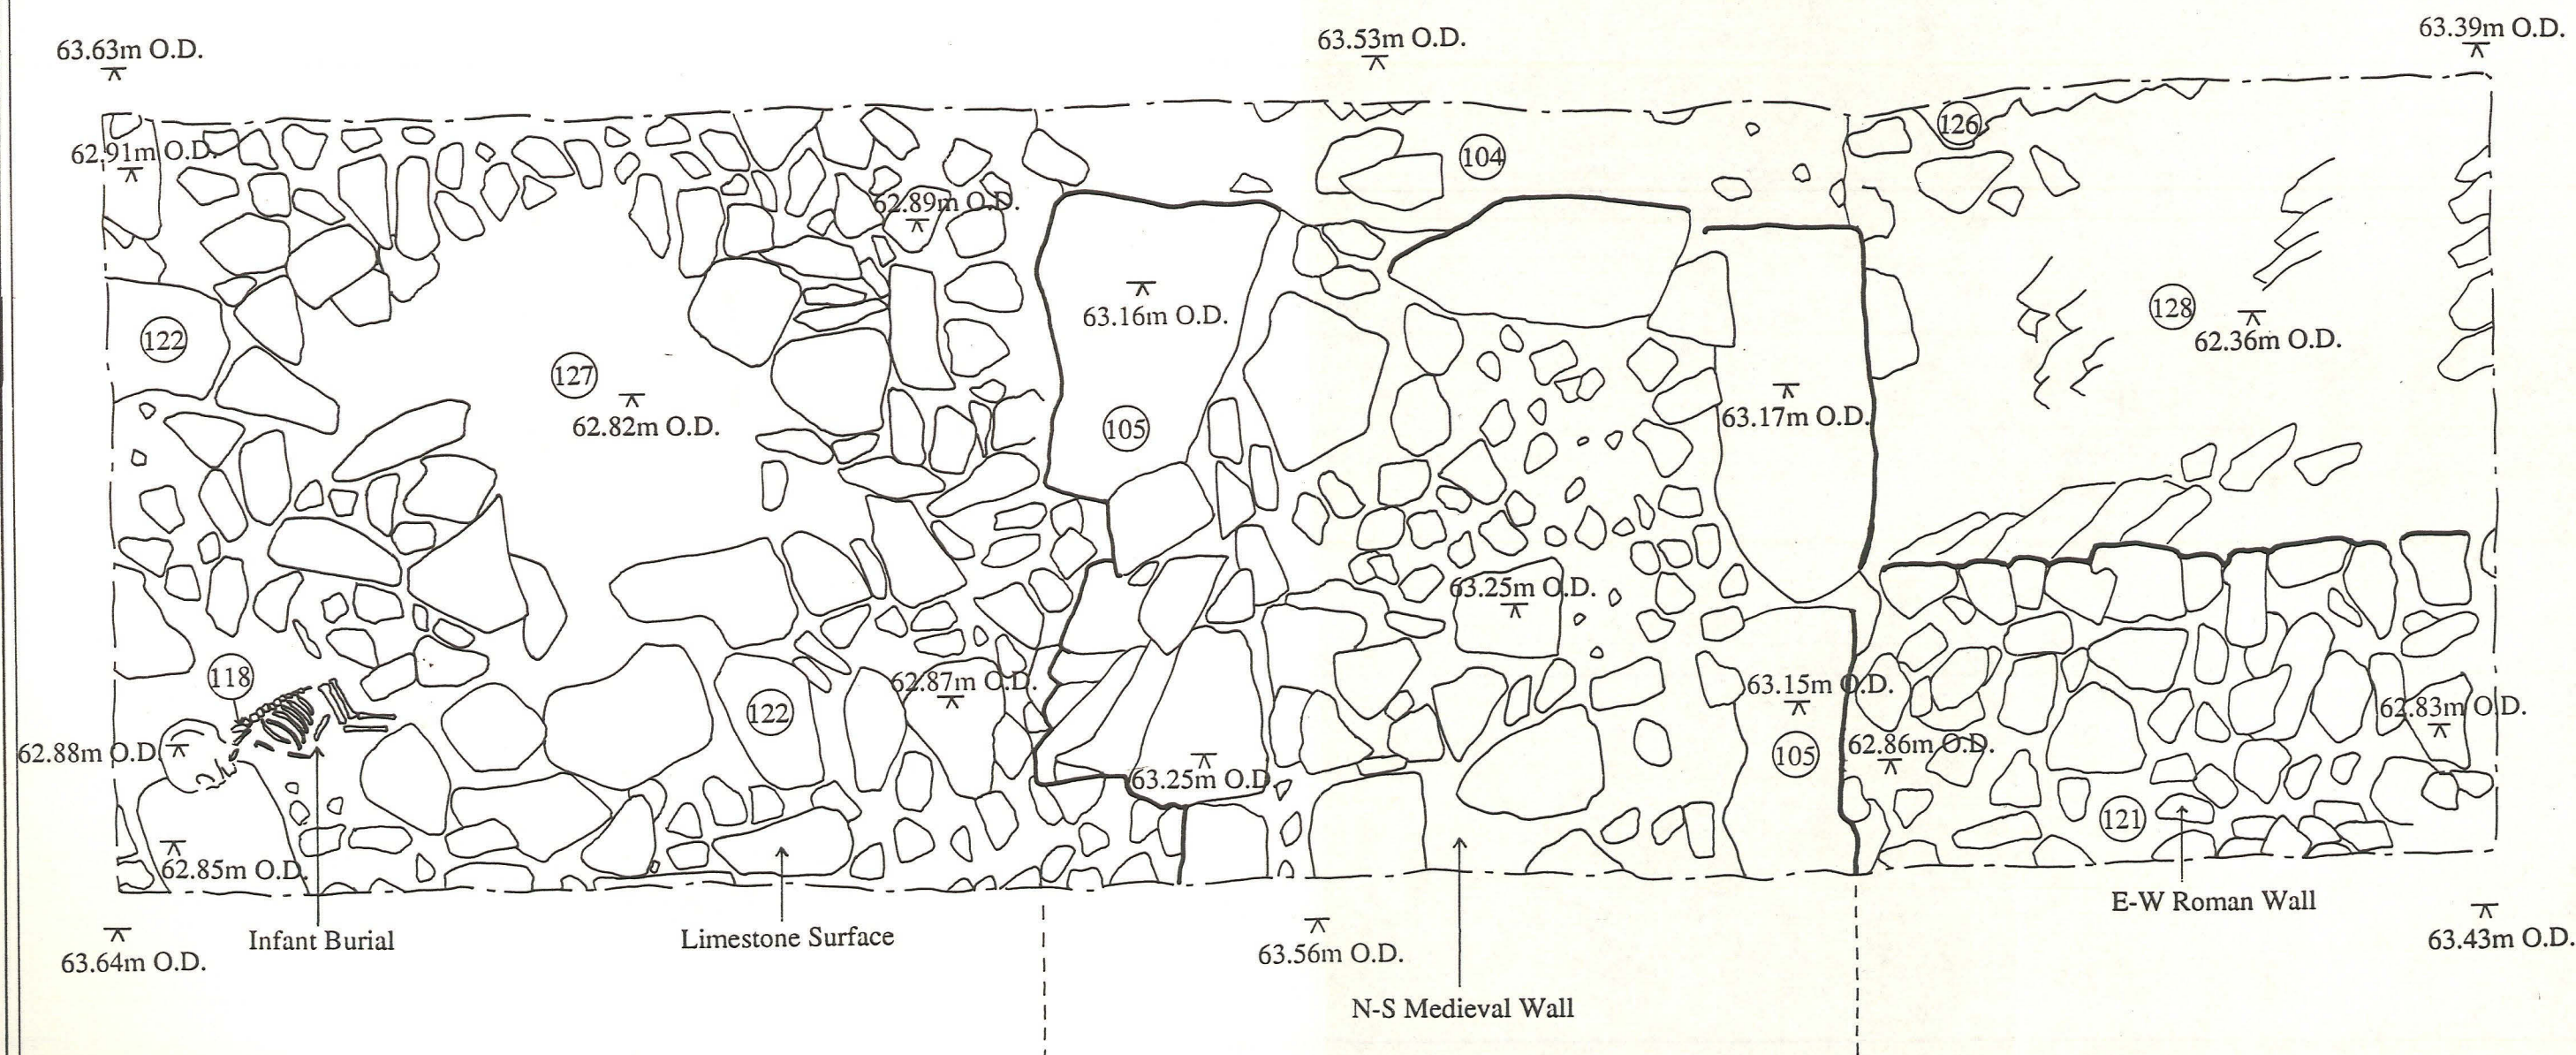 63.63m O.D.
63.53m O.D.
63.39m O.D.
62.91m O.D.
126
104
62.89m O.D.
63.16m O.D.
122
128
62.36m O.D.
127
62.82m O.D.
105
63.17m O.D.
63.25m O.D.
118
62.87m O.D.
122
63.15m O.D.
62.83m O.D.
62.88m O.D.
105
62.86m O.D.
63.25m O.D.
121
62.85m O.D.
E-W Roman Wall
Infant Burial
Limestone Surface
63.64m O.D.
63.56m O.D.
63.43m O.D.
N-S Medieval Wall